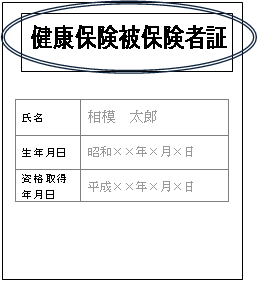 健康保険被保険者証
氏名 相模　太郎
生年月日 昭和××年×月×日
資格取得
年月日 平成××年×月×日